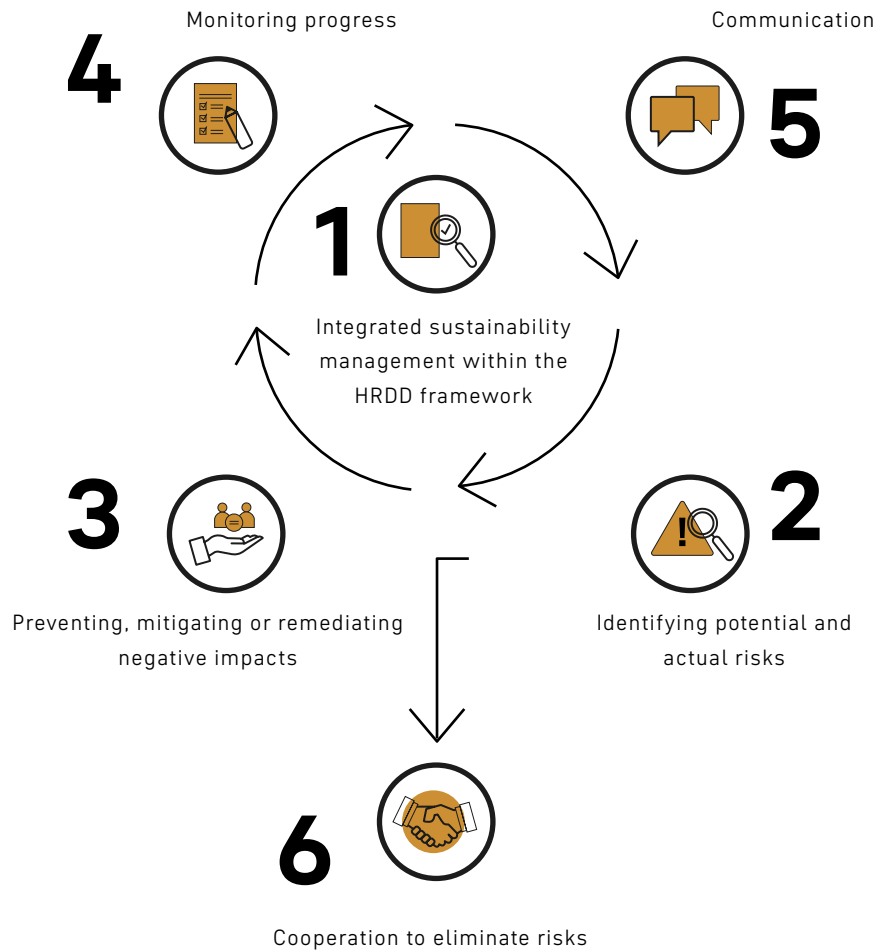 Monitoring progress
Communication
4
5
1
Integrated sustainability
management within the
HRDD framework
3
2
Preventing, mitigating or remediating
negative impacts
Identifying potential and
actual risks
!
6
Cooperation to eliminate risks